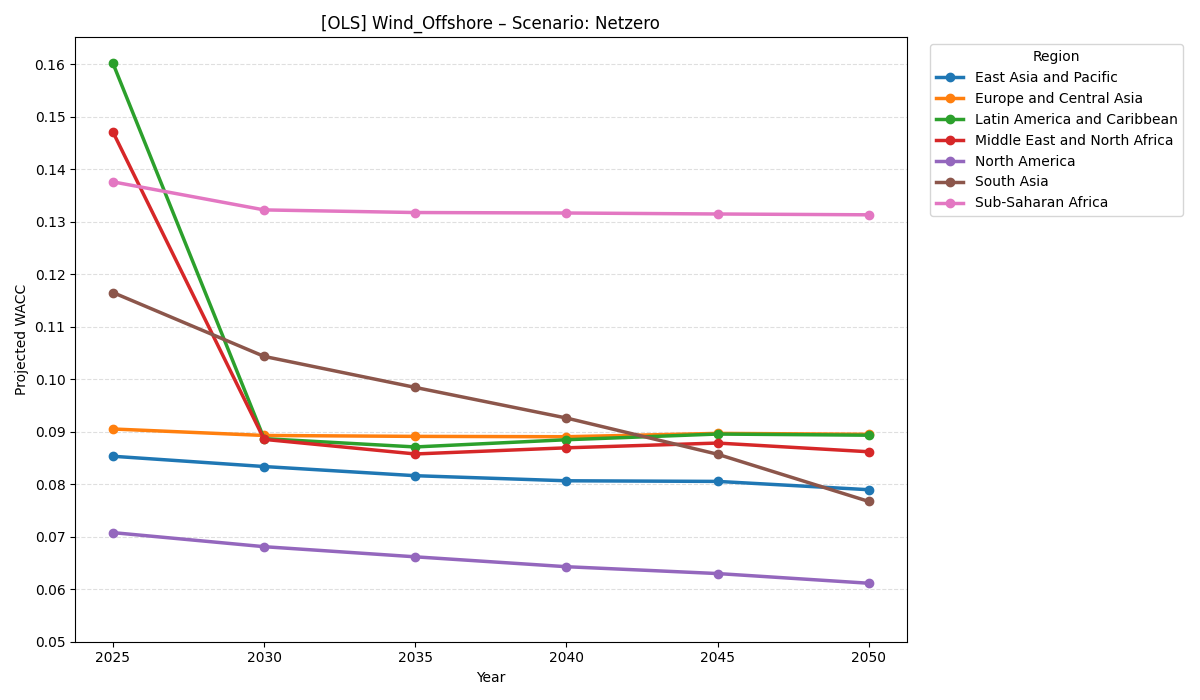 [OLS] Wind_Offshore – Scenario: Netzero
Projected WACC
0.16
0.15
0.14
0.13
0.12
0.11
0.10
0.09
0.08
0.07
0.06
0.05
2025 2030 2035 2040 2045 2050
Year
Region
East Asia and Pacific
Europe and Central Asia
Latin America and Caribbean
Middle East and North Africa
North America
South Asia
Sub-Saharan Africa